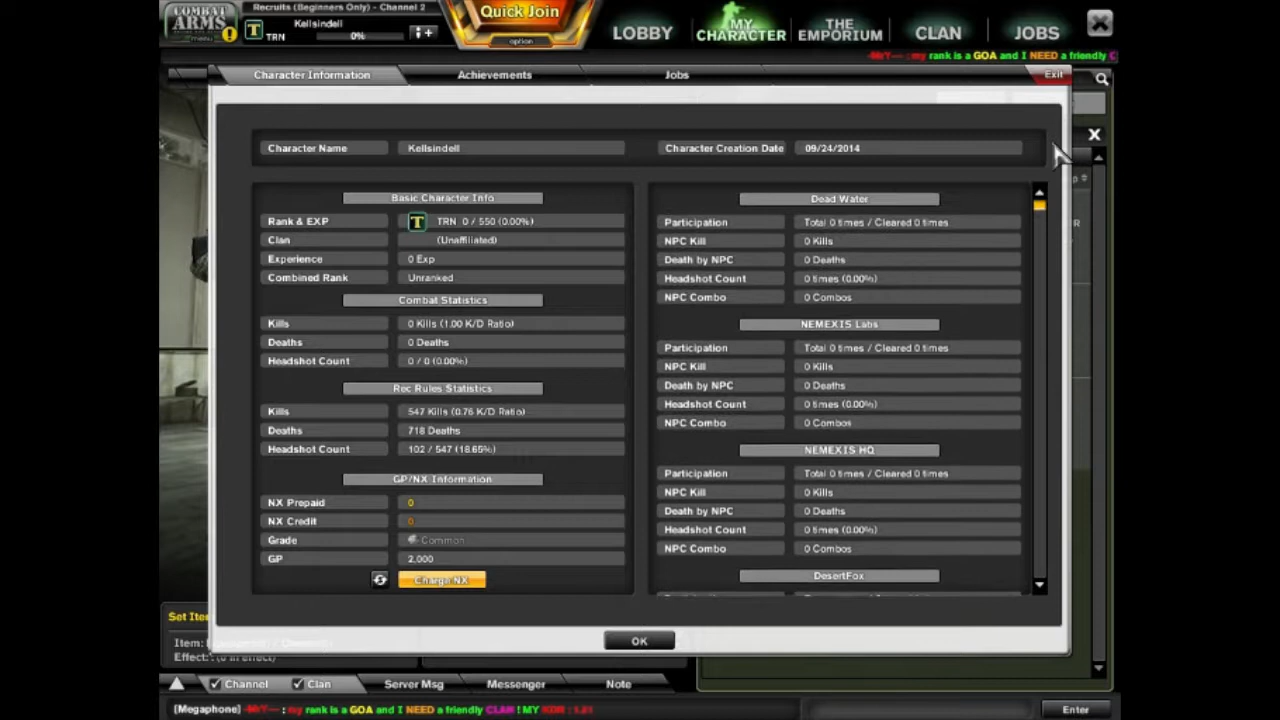 COMBAT ARMS
Recruits (Beginners Only) - Channel 2
T TRN Kellsindell 0%
Quick Join
option
LOBBY
MY CHARACTER
THE EMPORIUM
CLAN
JOBS
my rank is a GOA and I NEED a friendly C
Character Information Achievements Jobs Exit
Character Name Kellsindell Character Creation Date 09/24/2014
Basic Character Info
Rank & EXP T TRN 0 / 550 (0.00%)
Clan (Unaffiliated)
Experience 0 Exp
Combined Rank Unranked
Combat Statistics
Kills 0 Kills (1.00 K/D Ratio)
Deaths 0 Deaths
Headshot Count 0 / 0 (0.00%)
Rec Rules Statistics
Kills 547 Kills (0.76 K/D Ratio)
Deaths 718 Deaths
Headshot Count 102 / 547 (18.65%)
GP/NX Information
NX Prepaid 0
NX Credit 0
Grade Common
GP 2,000
Charge NX
Dead Water
Participation Total 0 times / Cleared 0 times
NPC Kill 0 Kills
Death by NPC 0 Deaths
Headshot Count 0 times (0.00%)
NPC Combo 0 Combos
NEMEXIS Labs
Participation Total 0 times / Cleared 0 times
NPC Kill 0 Kills
Death by NPC 0 Deaths
Headshot Count 0 times (0.00%)
NPC Combo 0 Combos
NEMEXIS HQ
Participation Total 0 times / Cleared 0 times
NPC Kill 0 Kills
Death by NPC 0 Deaths
Headshot Count 0 times (0.00%)
NPC Combo 0 Combos
DesertFox
OK
Set Ite
Item:
Effect: (0 in effect)
Channel Clan Server Msg Messenger Note
[Megaphone] : my rank is a GOA and I NEED a friendly CLAN ! MY KDR : 1.21
Enter